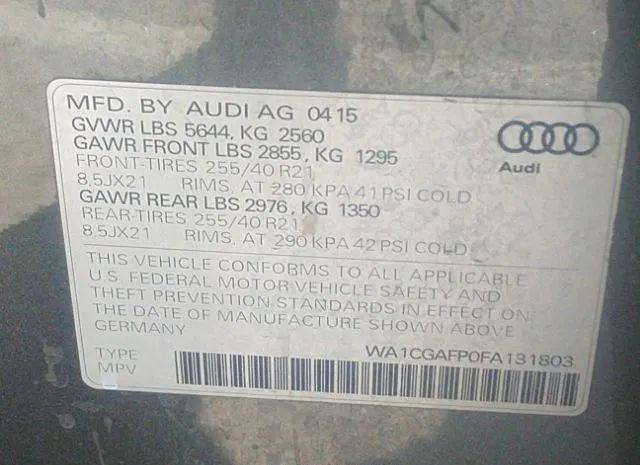 MFD. BY AUDI AG 0415
GVWR LBS 5644, KG 2560
GAWR FRONT LBS 2855, KG 1295
FRONT-TIRES 255/40 R21
8,5JX21 RIMS, AT 280 KPA 41 PSI COLD
GAWR REAR LBS 2976, KG 1350
REAR-TIRES 255/40 R21
8,5JX21 RIMS, AT 290 KPA 42 PSI COLD
Audi
THIS VEHICLE CONFORMS TO ALL APPLICABLE
U.S. FEDERAL MOTOR VEHICLE SAFETY AND
THEFT PREVENTION STANDARDS IN EFFECT ON
THE DATE OF MANUFACTURE SHOWN ABOVE
GERMANY
TYPE WA1CGAFP0FA131803
MPV